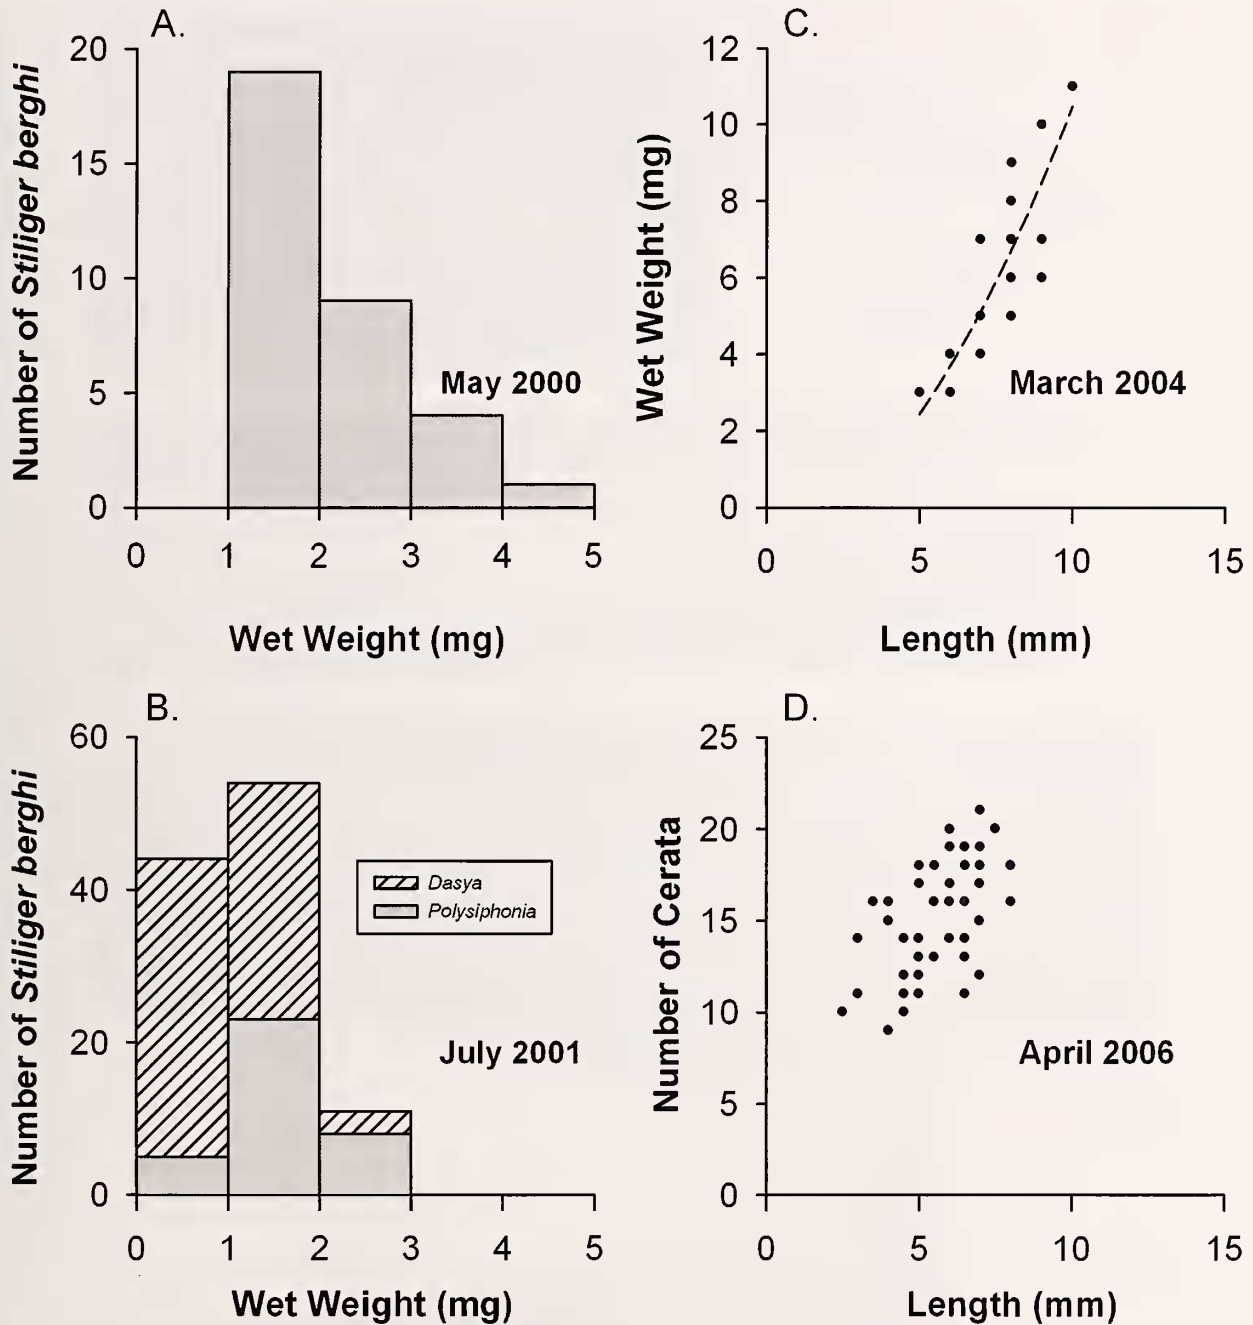 A.
Number of Stiliger berghi
20
15
10
5
0
May 2000
0 1 2 3 4 5
Wet Weight (mg)
C.
Wet Weight (mg)
12
10
8
6
4
2
0
March 2004
0 5 10 15
Length (mm)
B.
Number of Stiliger berghi
60
40
20
0
Dasya
Polysiphonia
July 2001
0 1 2 3 4 5
Wet Weight (mg)
D.
Number of Cerata
25
20
15
10
5
0
April 2006
0 5 10 15
Length (mm)